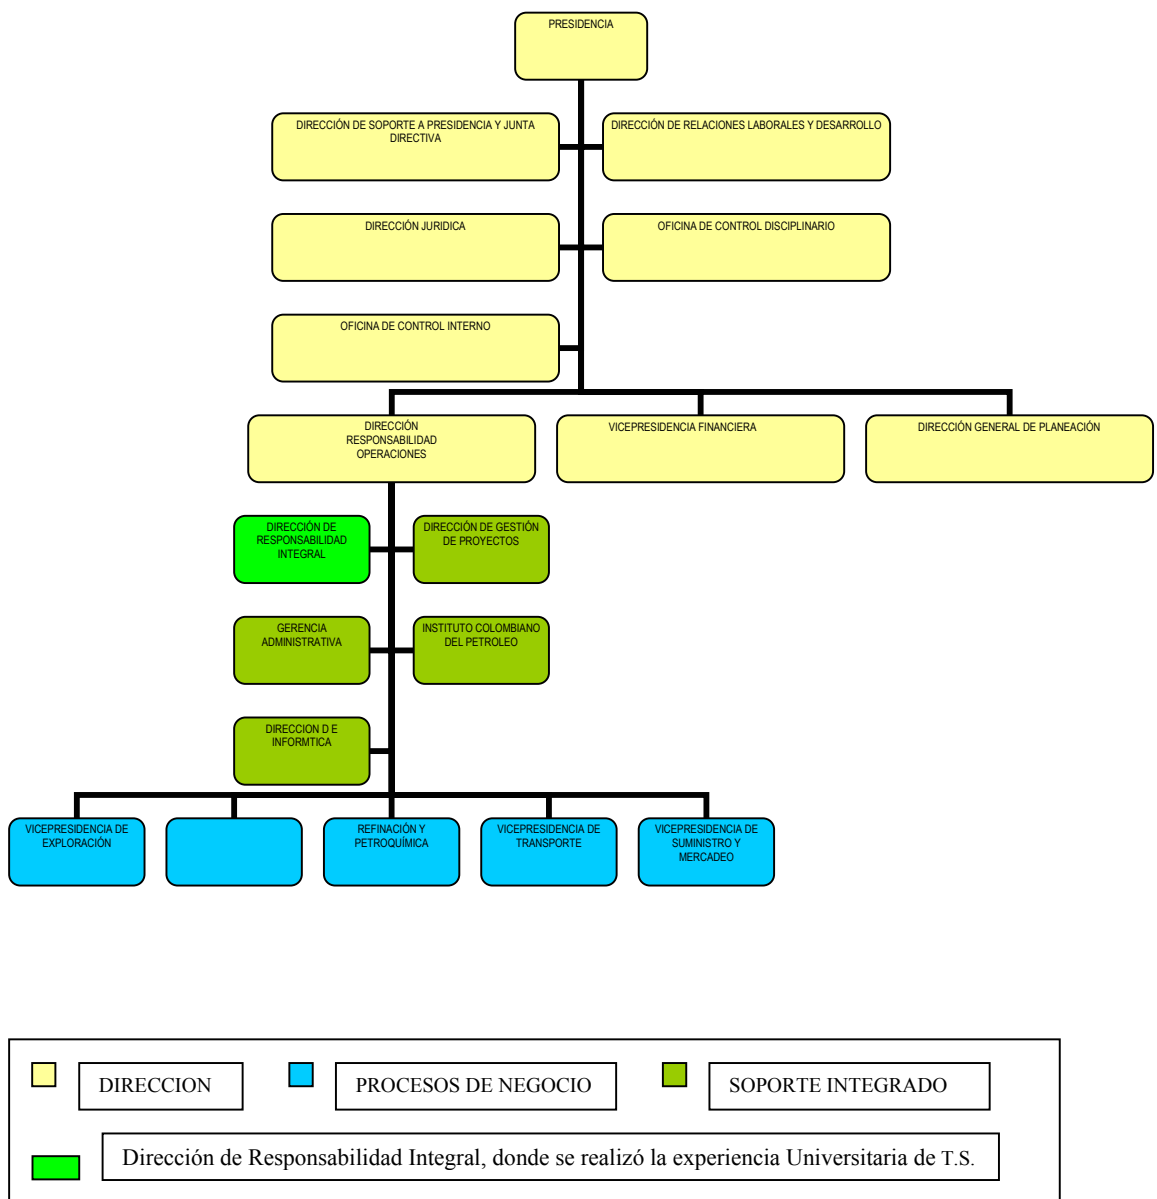 PRESIDENCIA
DIRECCIÓN DE SOPORTE A PRESIDENCIA Y JUNTA
DIRECTIVA
DIRECCIÓN DE RELACIONES LABORALES Y DESARROLLO
DIRECCIÓN JURIDICA
OFICINA DE CONTROL DISCIPLINARIO
OFICINA DE CONTROL INTERNO
DIRECCIÓN
RESPONSABILIDAD
OPERACIONES
VICEPRESIDENCIA FINANCIERA
DIRECCIÓN GENERAL DE PLANEACIÓN
DIRECCIÓN DE
RESPONSABILIDAD
INTEGRAL
DIRECCIÓN DE GESTIÓN
DE PROYECTOS
GERENCIA
ADMINISTRATIVA
INSTITUTO COLOMBIANO
DEL PETROLEO
DIRECCION D E
INFORMTICA
VICEPRESIDENCIA DE
EXPLORACIÓN
REFINACIÓN Y
PETROQUÍMICA
VICEPRESIDENCIA DE
TRANSPORTE
VICEPRESIDENCIA DE
SUMINISTRO Y
MERCADEO
DIRECCION
PROCESOS DE NEGOCIO
SOPORTE INTEGRADO
Dirección de Responsabilidad Integral, donde se realizó la experiencia Universitaria de T.S.